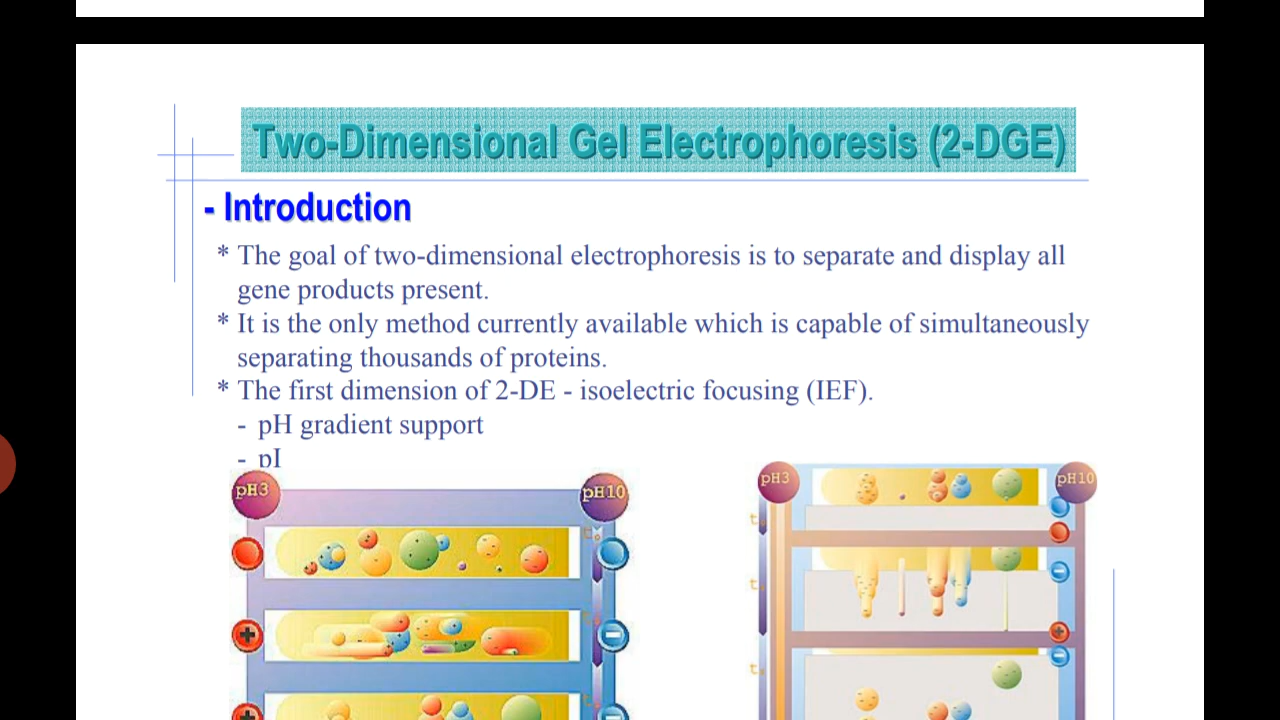 Two-Dimensional Gel Electrophoresis (2-DGE)
- Introduction
* The goal of two-dimensional electrophoresis is to separate and display all
gene products present.
* It is the only method currently available which is capable of simultaneously
separating thousands of proteins.
* The first dimension of 2-DE - isoelectric focusing (IEF).
- pH gradient support
- pI
pH3
pH10
pH3
pH10